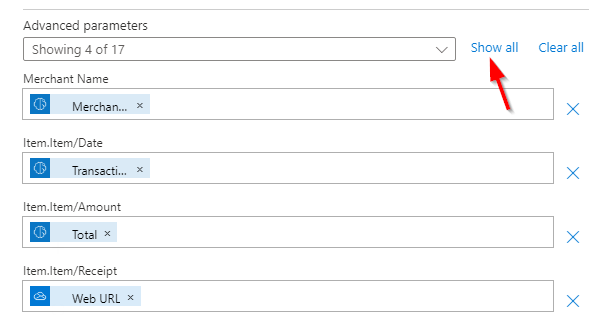 Advanced parameters
Showing 4 of 17
Show all
Clear all
Merchant Name
Merchan... ×
Item.Item/Date
Transacti... ×
Item.Item/Amount
Total ×
Item.Item/Receipt
Web URL ×